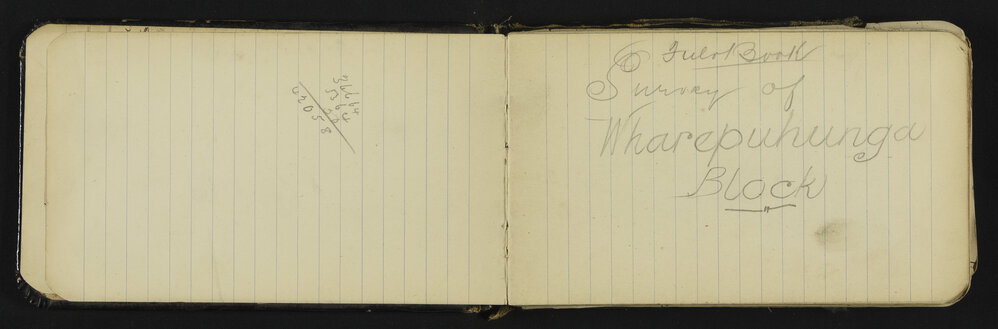 Field Book
Survey of
Wharepuhunga
Block